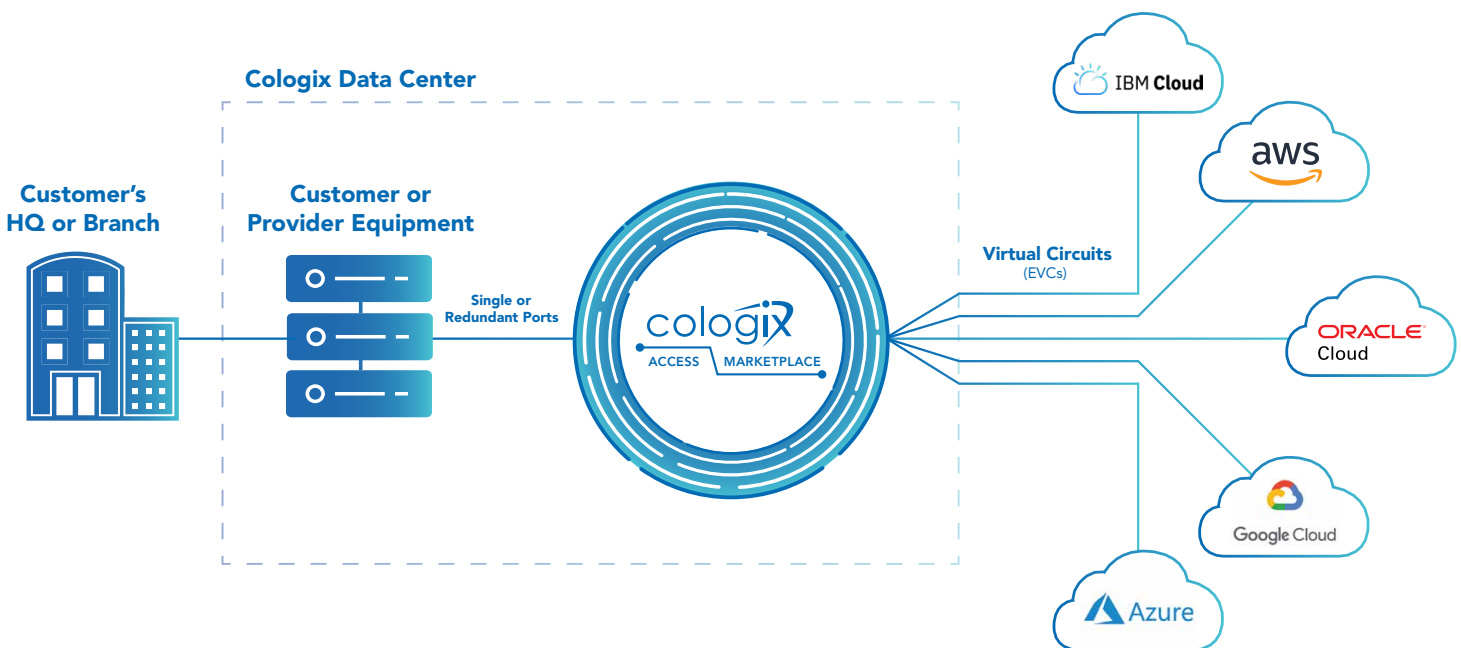 Cologix Data Center
Customer's
HQ or Branch
Customer or
Provider Equipment
Single or
Redundant Ports
cologix
ACCESS MARKETPLACE
Virtual Circuits
(EVCs)
IBM Cloud
aws
ORACLE
Cloud
Google Cloud
Azure